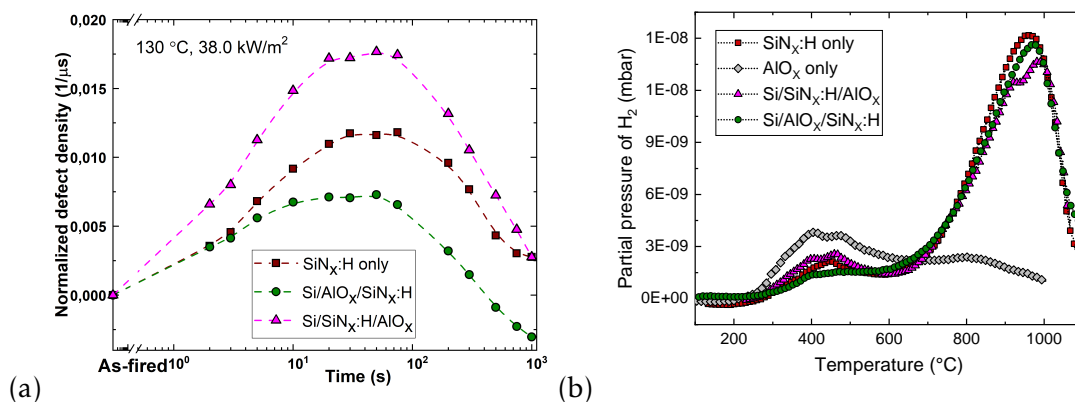 130 °C, 38.0 kW/m²
Normalized defect density (1/µs)
0,020
0,015
0,010
0,005
0,000
SiNX:H only
Si/AlOX/SiNX:H
Si/SiNX:H/AlOX
As-fired
10⁰
10¹
10²
10³
Time (s)
(a)
Partial pressure of H₂ (mbar)
1E-08
1E-08
9E-09
6E-09
3E-09
0E+00
SiNX:H only
AlOX only
Si/SiNX:H/AlOX
Si/AlOX/SiNX:H
200
400
600
800
1000
Temperature (°C)
(b)